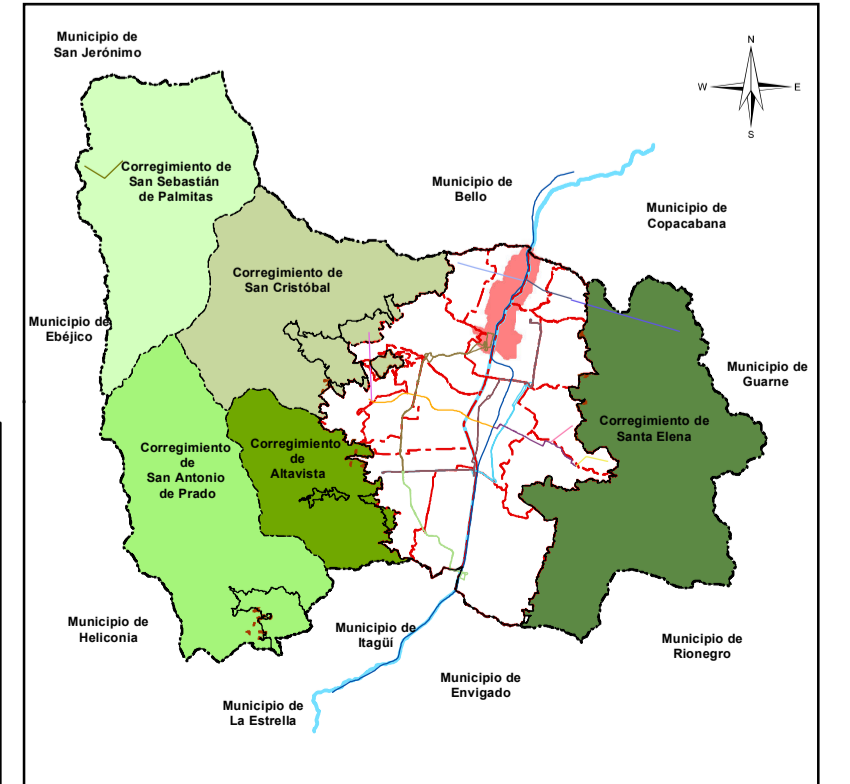 Municipio de
San Jerónimo
N
W
E
S
Corregimiento de
San Sebastián
de Palmitas
Municipio de
Bello
Municipio de
Copacabana
Corregimiento de
San Cristóbal
Municipio de
Ebéjico
Municipio de
Guarne
Corregimiento de
Santa Elena
Corregimiento
de
San Antonio
de Prado
Corregimiento
de
Altavista
Municipio de
Heliconia
Municipio de
Itagüí
Municipio de
Rionegro
Municipio de
Envigado
Municipio de
La Estrella